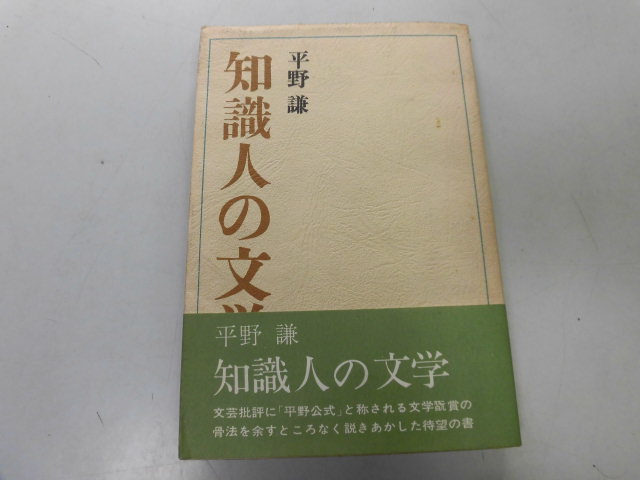 平野 謙
知識人の文学
平野 謙
知識人の文学
文芸批評に「平野公式」と称される文学翫賞の
骨法を余すところなく説きあかした待望の書